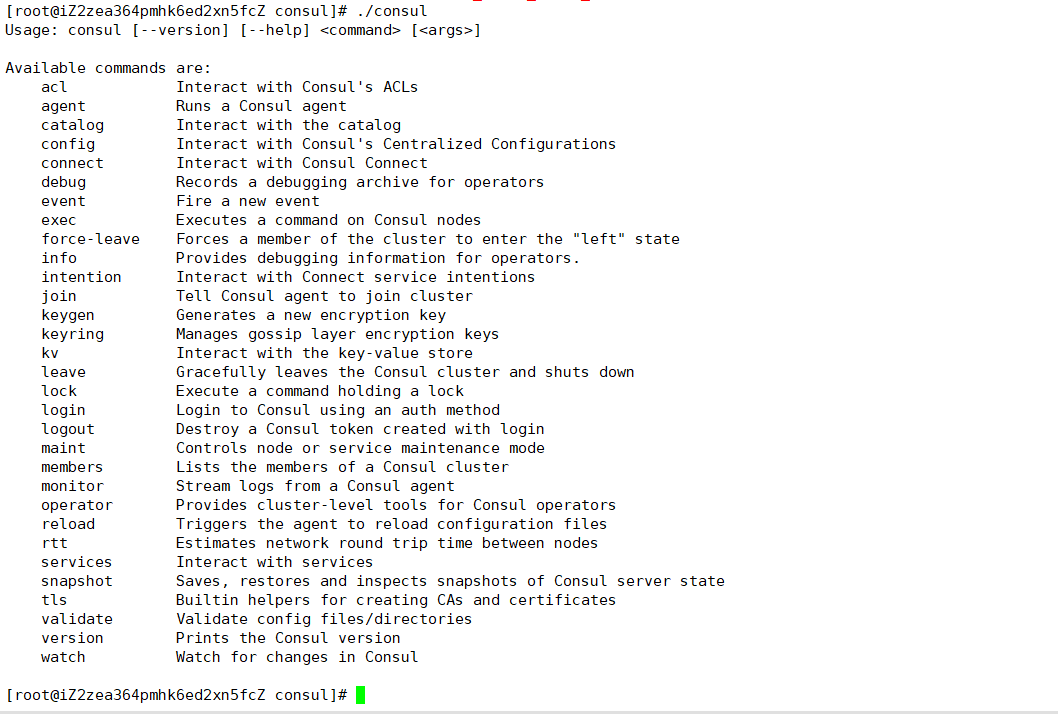 [root@iZ2zea364pmhk6ed2xn5fcZ consul]# ./consul
Usage: consul [--version] [--help] <command> [<args>]
Available commands are:
acl Interact with Consul's ACLs
agent Runs a Consul agent
catalog Interact with the catalog
config Interact with Consul's Centralized Configurations
connect Interact with Consul Connect
debug Records a debugging archive for operators
event Fire a new event
exec Executes a command on Consul nodes
force-leave Forces a member of the cluster to enter the "left" state
info Provides debugging information for operators.
intention Interact with Connect service intentions
join Tell Consul agent to join cluster
keygen Generates a new encryption key
keyring Manages gossip layer encryption keys
kv Interact with the key-value store
leave Gracefully leaves the Consul cluster and shuts down
lock Execute a command holding a lock
login Login to Consul using an auth method
logout Destroy a Consul token created with login
maint Controls node or service maintenance mode
members Lists the members of a Consul cluster
monitor Stream logs from a Consul agent
operator Provides cluster-level tools for Consul operators
reload Triggers the agent to reload configuration files
rtt Estimates network round trip time between nodes
services Interact with services
snapshot Saves, restores and inspects snapshots of Consul server state
tls Builtin helpers for creating CAs and certificates
validate Validate config files/directories
version Prints the Consul version
watch Watch for changes in Consul
[root@iZ2zea364pmhk6ed2xn5fcZ consul]#